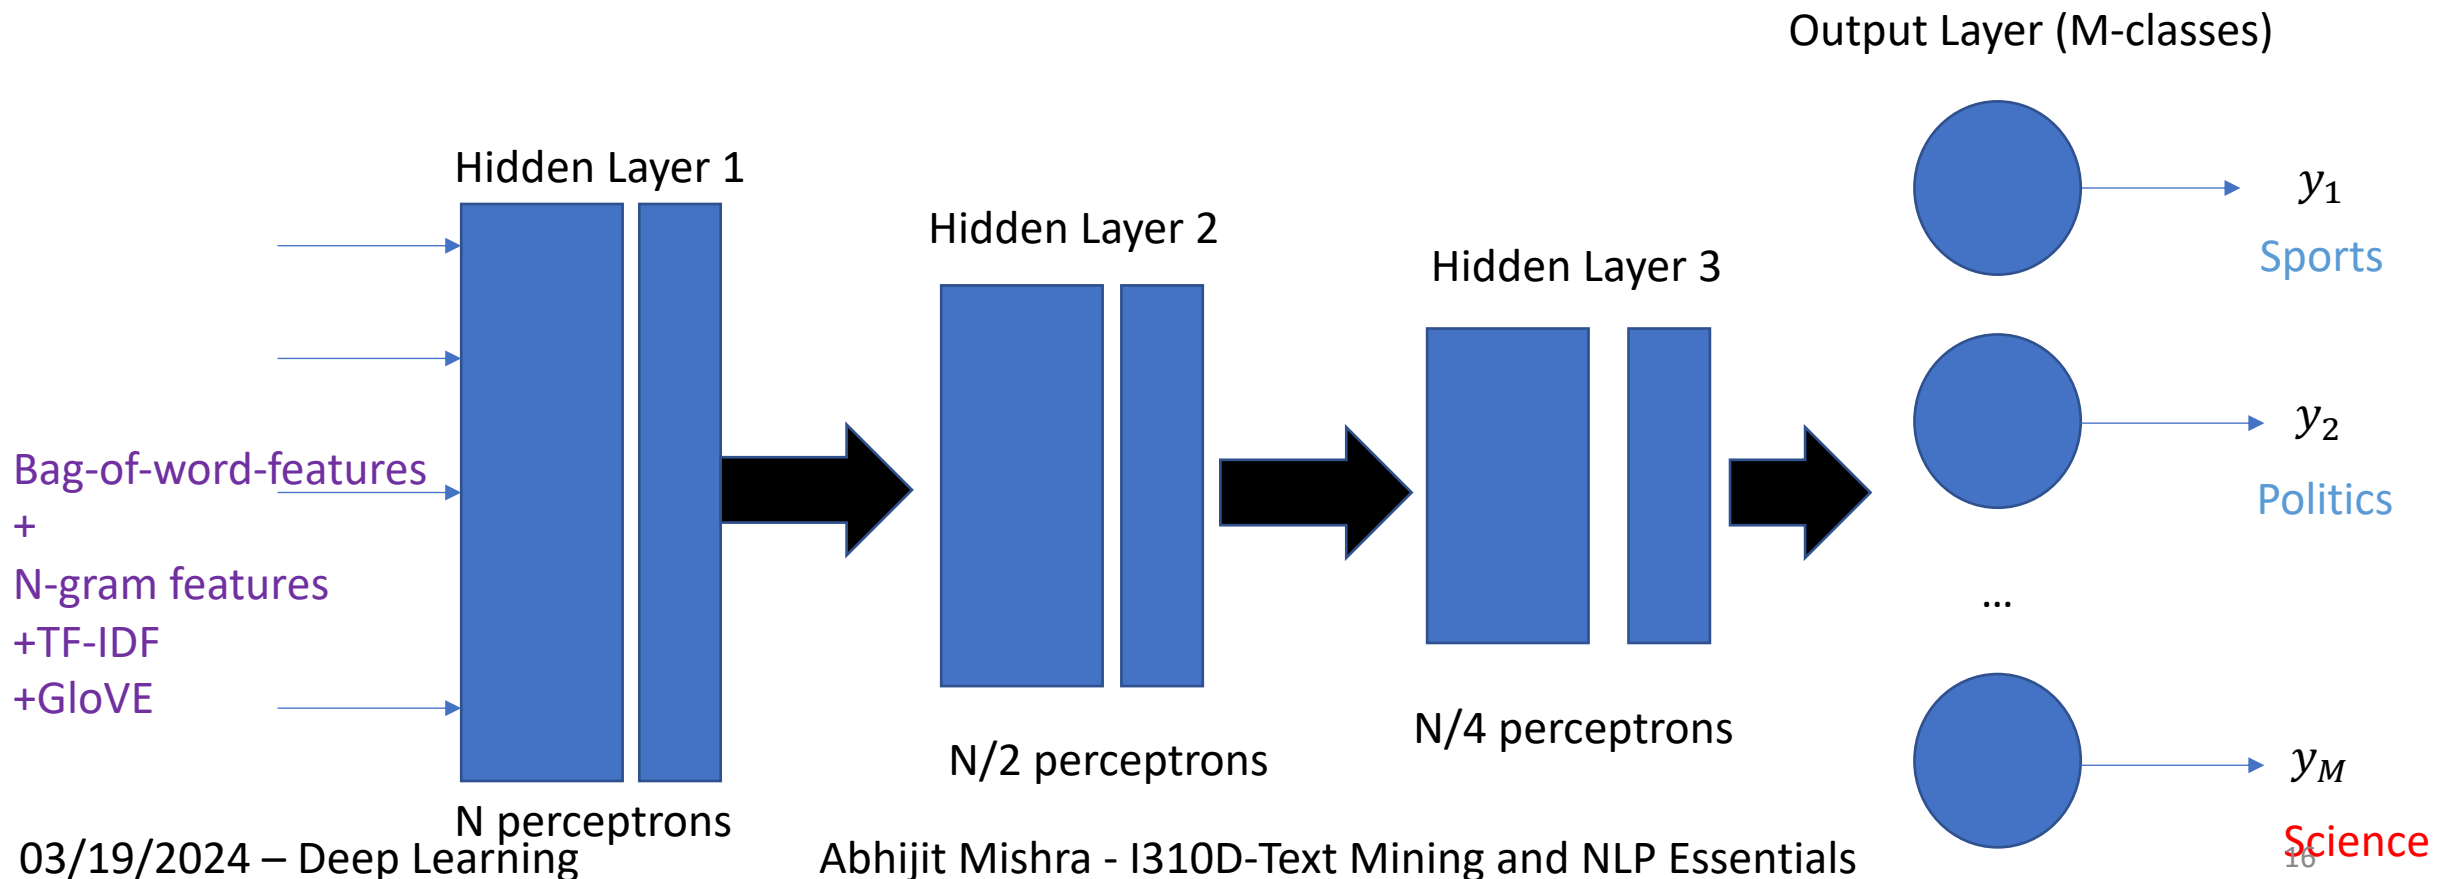 Output Layer (M-classes)
Hidden Layer 1
Hidden Layer 2
Hidden Layer 3
y₁
Sports
y₂
Politics
Bag-of-word-features
+
N-gram features
+TF-IDF
+GloVE
...
N perceptrons
N/2 perceptrons
N/4 perceptrons
y_M
Science
03/19/2024 – Deep Learning
Abhijit Mishra - I310D-Text Mining and NLP Essentials
16